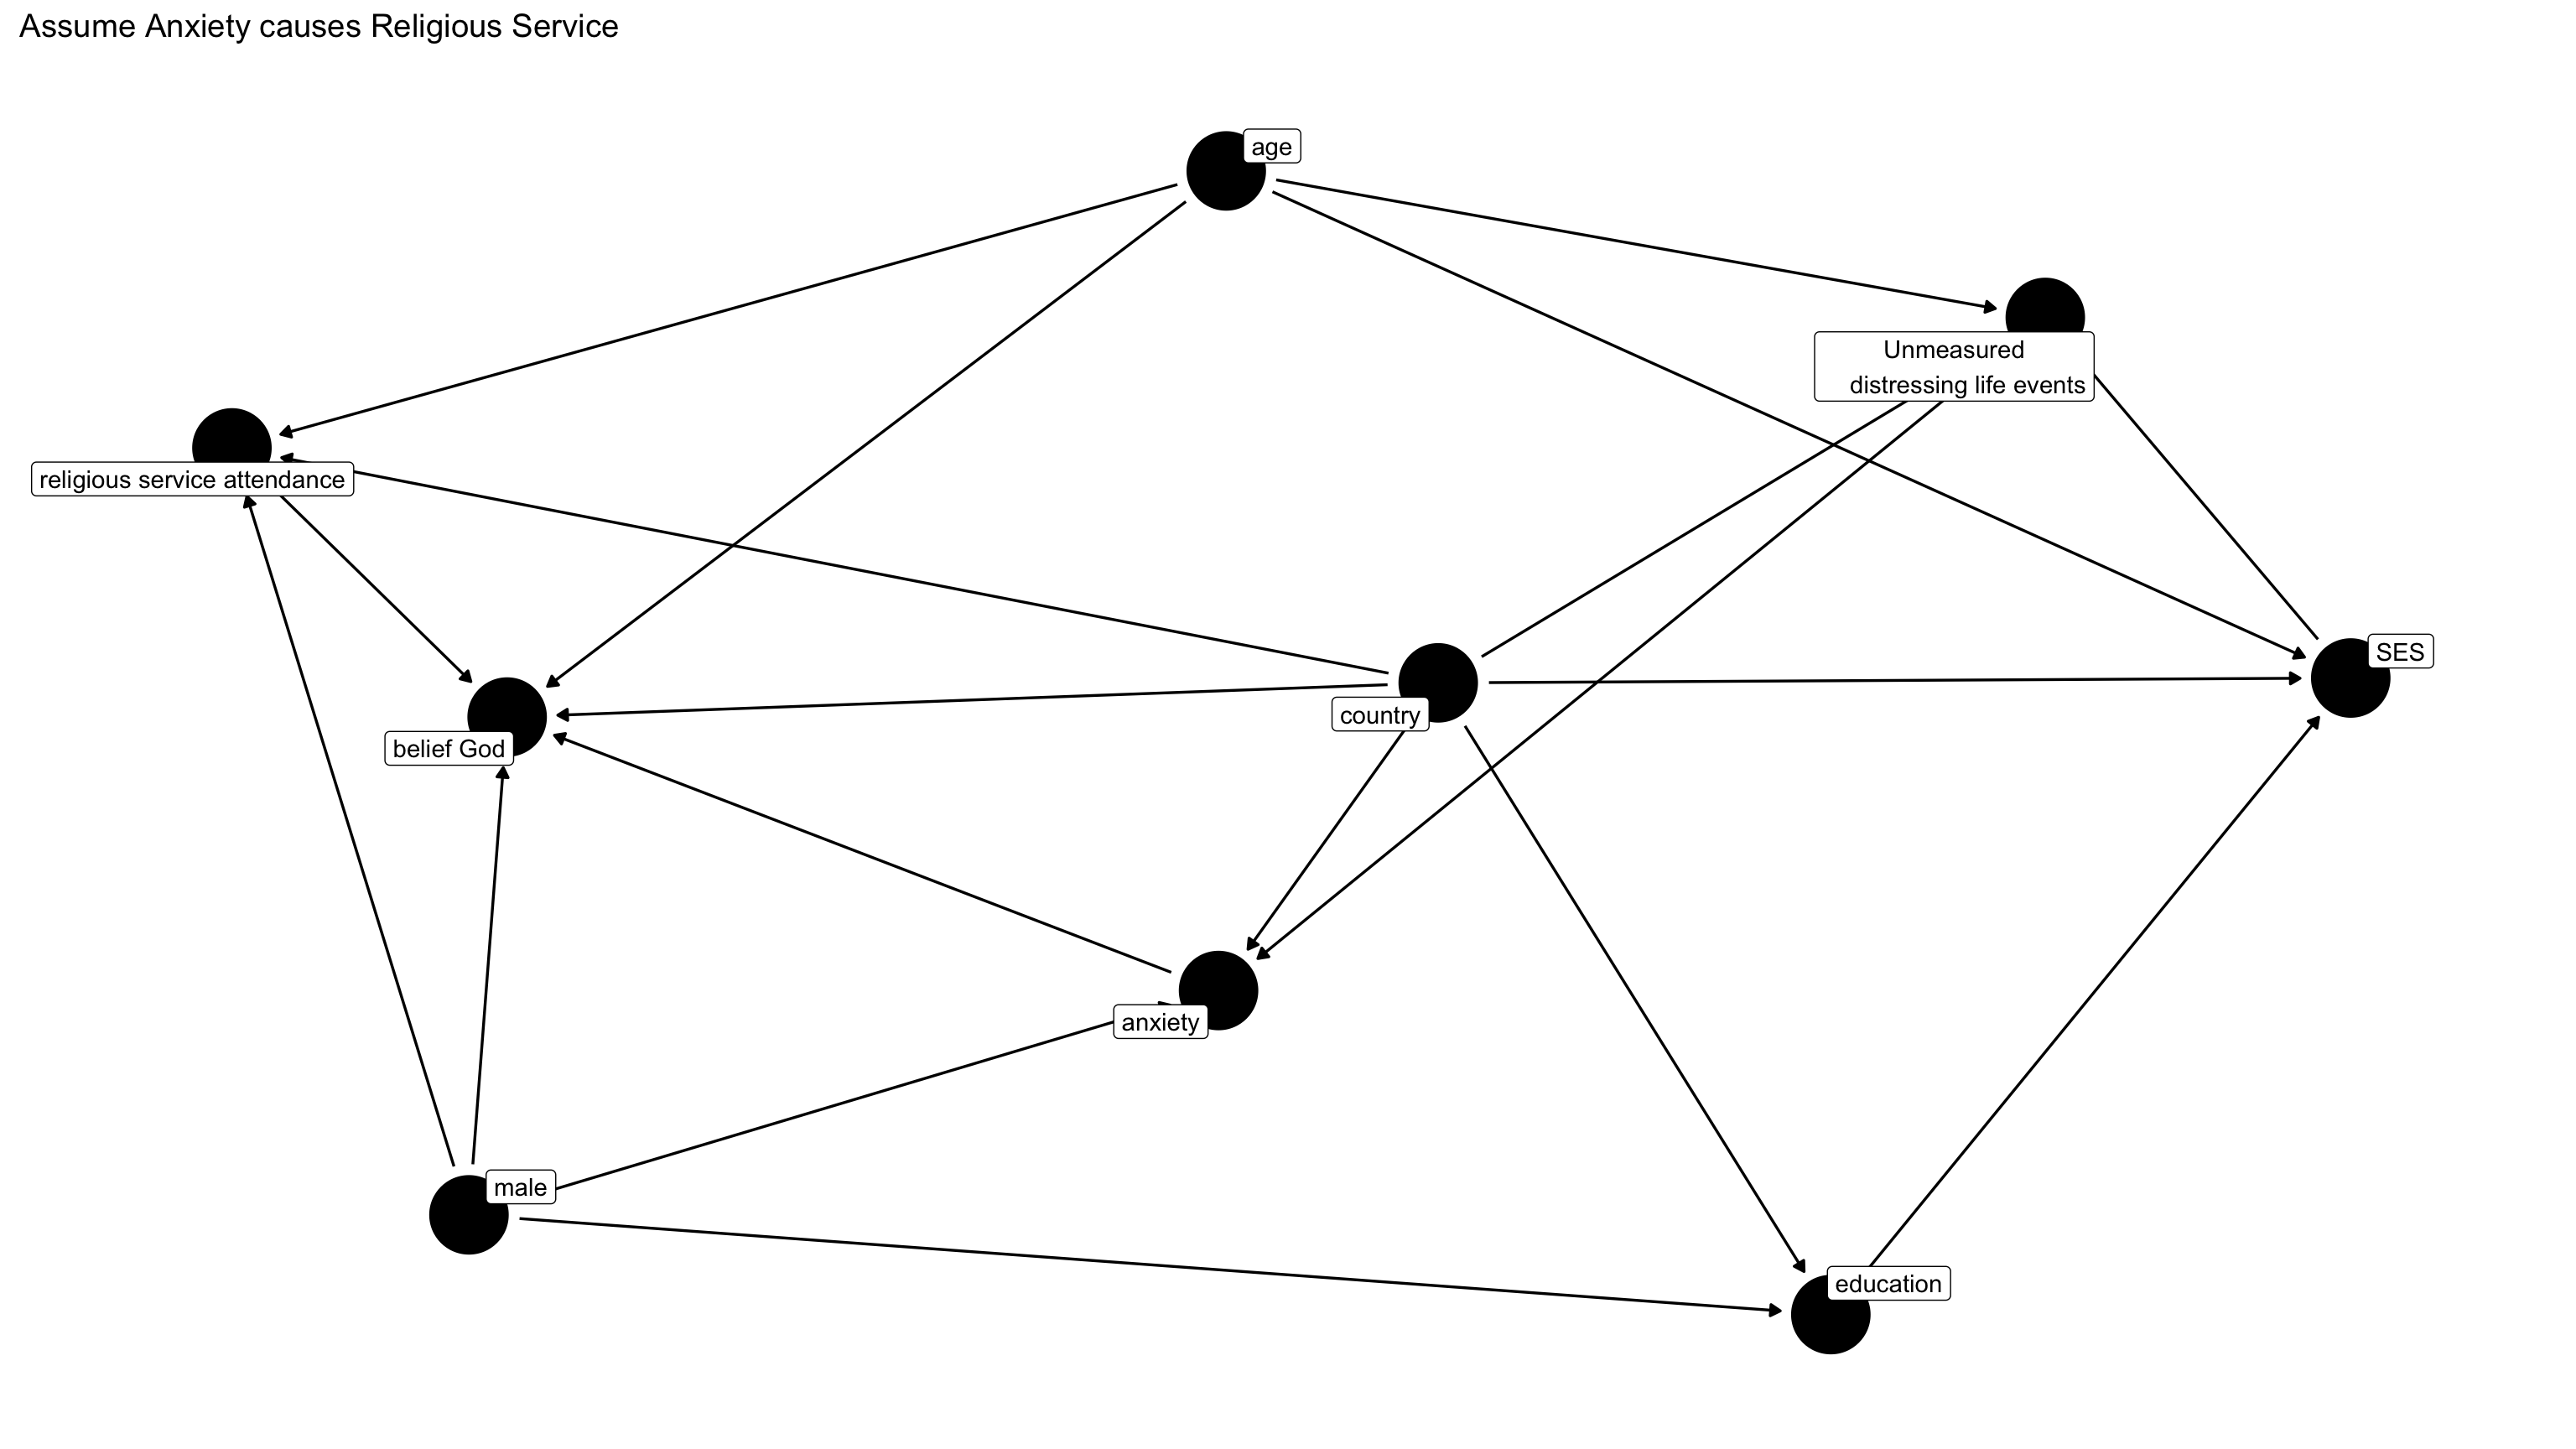 Assume Anxiety causes Religious Service
age
Unmeasured
distressing life events
religious service attendance
SES
country
belief God
anxiety
male
education